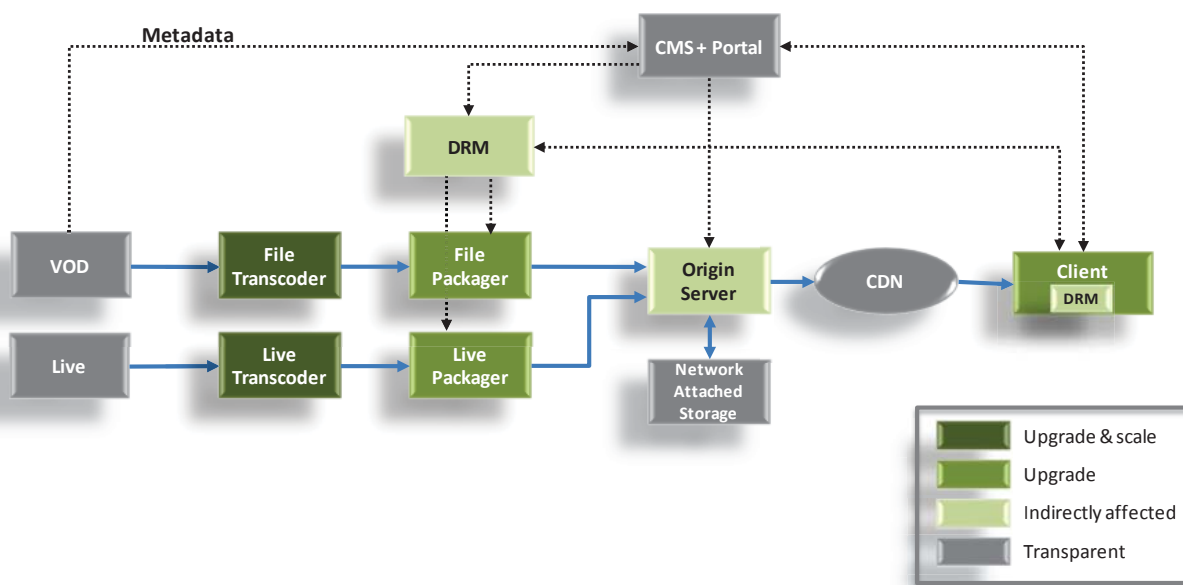 Metadata
CMS + Portal
DRM
VOD
File
Transcoder
File
Packager
Origin
Server
CDN
Client
DRM
Live
Live
Transcoder
Live
Packager
Network
Attached
Storage
Upgrade & scale
Upgrade
Indirectly affected
Transparent